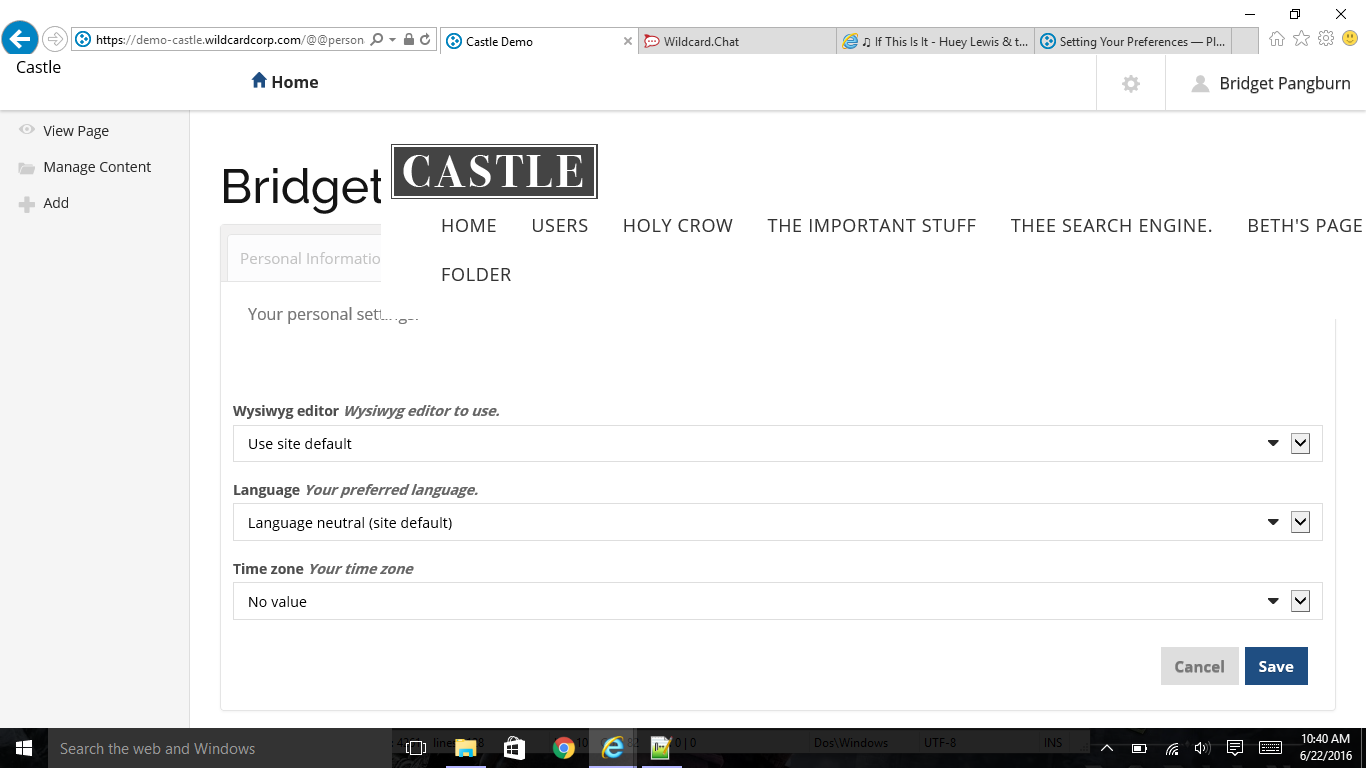 https://demo-castle.wildcardcorp.com/@@person
Castle Demo
Wildcard.Chat
♫ If This Is It - Huey Lewis & t...
Setting Your Preferences — Pl...
Castle
Home
Bridget Pangburn
View Page
Manage Content
Add
Bridget
CASTLE
HOME USERS HOLY CROW THE IMPORTANT STUFF THEE SEARCH ENGINE. BETH'S PAGE
FOLDER
Personal Informatio
Your personal settings.
Wysiwyg editor Wysiwyg editor to use.
Use site default
Language Your preferred language.
Language neutral (site default)
Time zone Your time zone
No value
Cancel Save
Search the web and Windows
Dos\Windows
UTF-8
INS
10:40 AM
6/22/2016